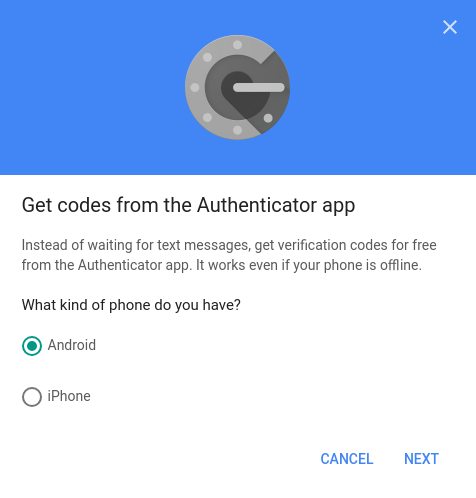 Get codes from the Authenticator app
Instead of waiting for text messages, get verification codes for free
from the Authenticator app. It works even if your phone is offline.
What kind of phone do you have?
Android
iPhone
CANCEL NEXT